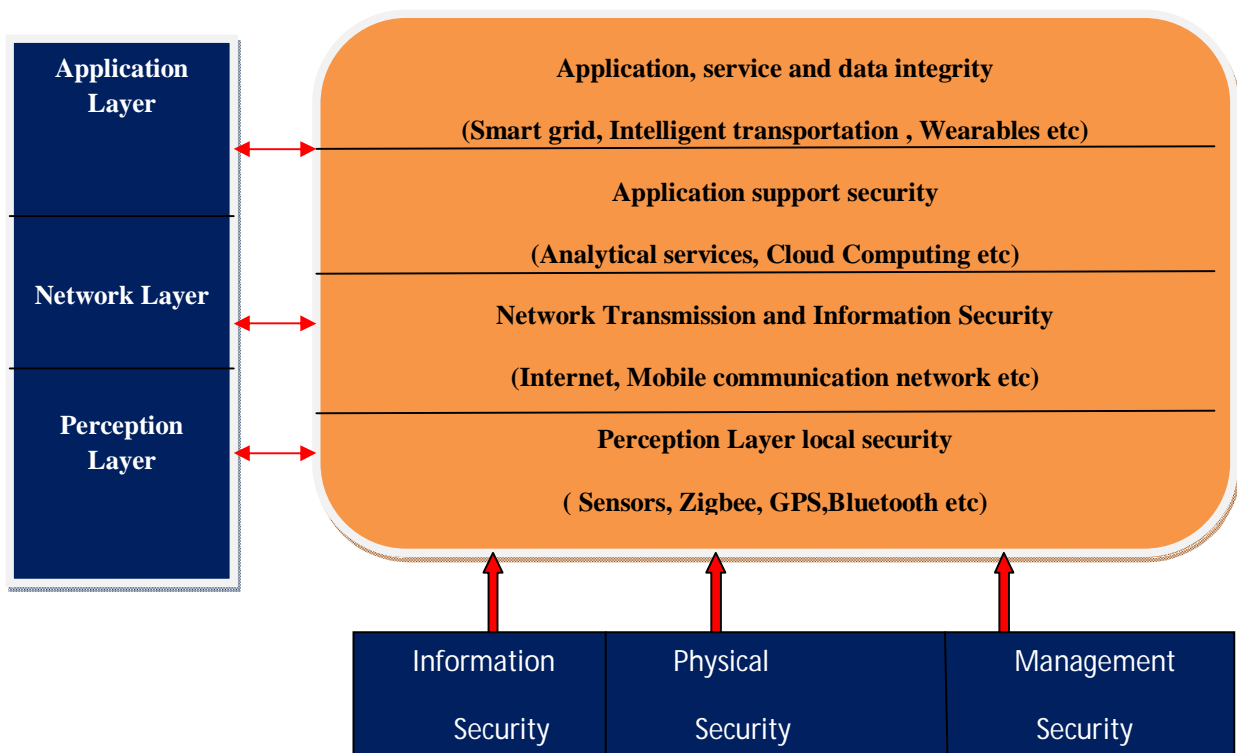 Application
Layer
Network Layer
Perception
Layer
Application, service and data integrity
(Smart grid, Intelligent transportation , Wearables etc)
Application support security
(Analytical services, Cloud Computing etc)
Network Transmission and Information Security
(Internet, Mobile communication network etc)
Perception Layer local security
( Sensors, Zigbee, GPS,Bluetooth etc)
Information
Security
Physical
Security
Management
Security